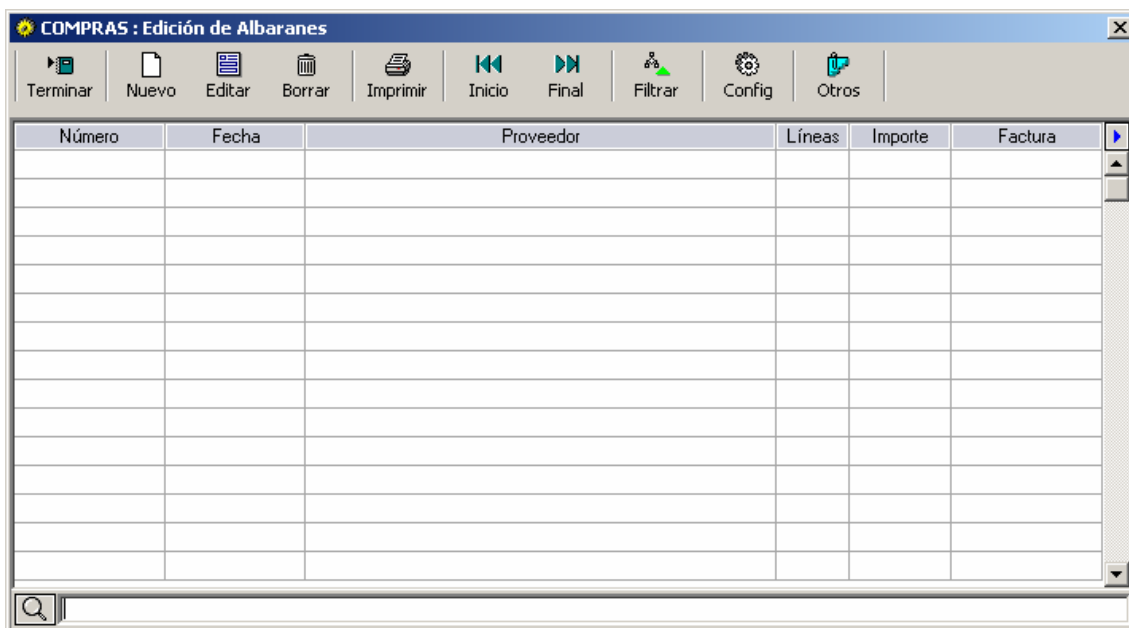 COMPRAS : Edición de Albaranes
Terminar Nuevo Editar Borrar Imprimir Inicio Final Filtrar Config Otros
Número Fecha Proveedor Líneas Importe Factura